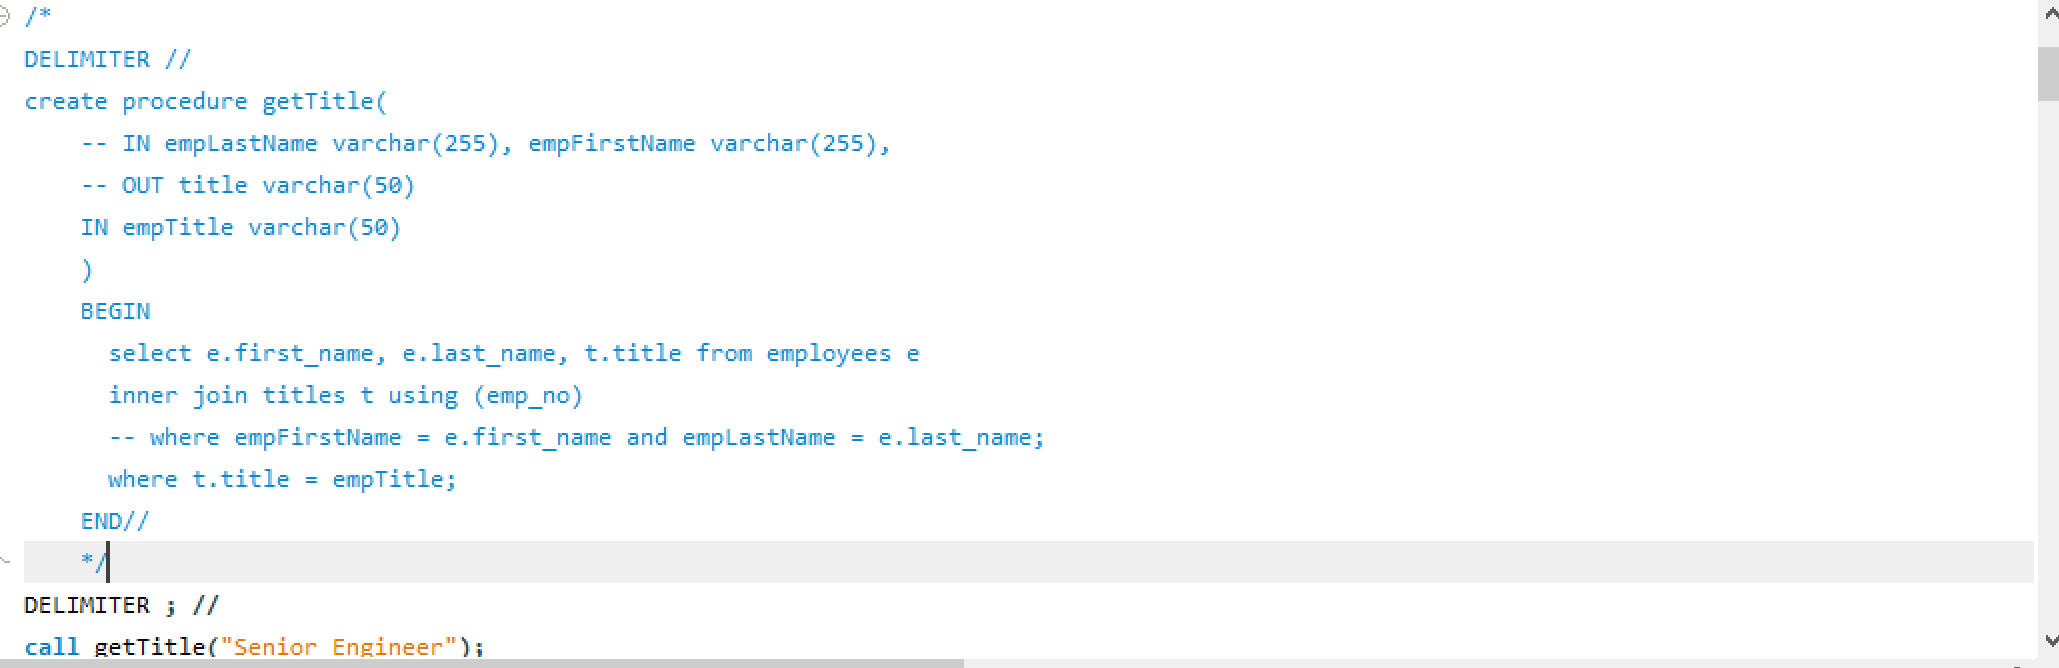 /*
DELIMITER //
create procedure getTitle(
    -- IN empLastName varchar(255), empFirstName varchar(255),
    -- OUT title varchar(50)
    IN empTitle varchar(50)
    )
    BEGIN
      select e.first_name, e.last_name, t.title from employees e
      inner join titles t using (emp_no)
      -- where empFirstName = e.first_name and empLastName = e.last_name;
      where t.title = empTitle;
    END//
    */
DELIMITER ; //
call getTitle("Senior Engineer");